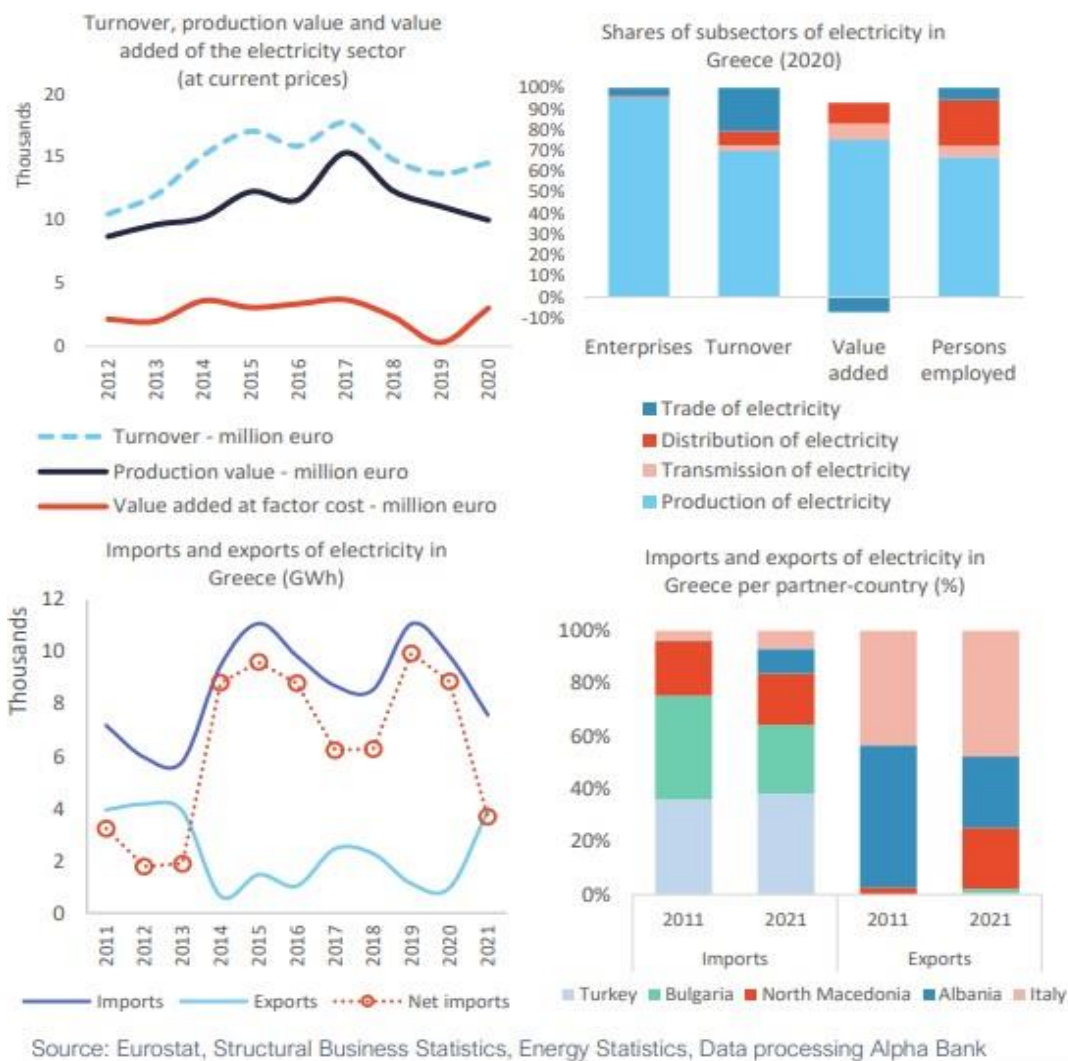 Turnover, production value and value
added of the electricity sector
(at current prices)
Thousands
20
15
10
5
0
2012
2013
2014
2015
2016
2017
2018
2019
2020
Turnover - million euro
Production value - million euro
Value added at factor cost - million euro
Shares of subsectors of electricity in
Greece (2020)
100%
90%
80%
70%
60%
50%
40%
30%
20%
10%
0%
-10%
Enterprises
Turnover
Value
added
Persons
employed
Trade of electricity
Distribution of electricity
Transmission of electricity
Production of electricity
Imports and exports of electricity in
Greece (GWh)
Thousands
12
10
8
6
4
2
0
2011
2012
2013
2014
2015
2016
2017
2018
2019
2020
2021
Imports
Exports
Net imports
Imports and exports of electricity in
Greece per partner-country (%)
100%
80%
60%
40%
20%
0%
2011
2021
2011
2021
Imports
Exports
Turkey
Bulgaria
North Macedonia
Albania
Italy
Source: Eurostat, Structural Business Statistics, Energy Statistics, Data processing Alpha Bank